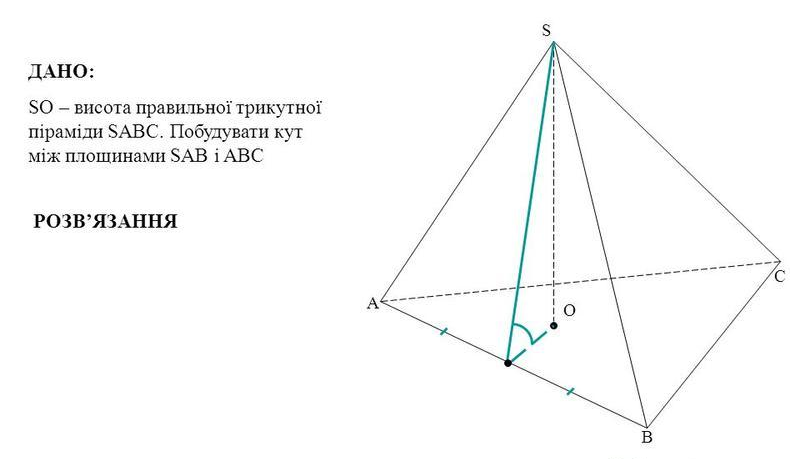 ДАНО:
SO – висота правильної трикутної
піраміди SABC. Побудувати кут
між площинами SAB і ABC
РОЗВ’ЯЗАННЯ
S
A
O
C
B